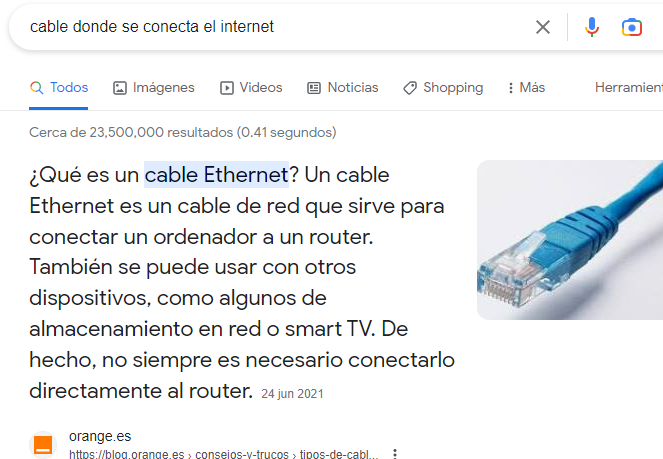 cable donde se conecta el internet
Todos Imágenes Videos Noticias Shopping Más Herramien
Cerca de 23,500,000 resultados (0.41 segundos)
¿Qué es un cable Ethernet? Un cable
Ethernet es un cable de red que sirve para
conectar un ordenador a un router.
También se puede usar con otros
dispositivos, como algunos de
almacenamiento en red o smart TV. De
hecho, no siempre es necesario conectarlo
directamente al router. 24 jun 2021
orange.es
https://blog.orange.es › consejos-y-trucos › tipos-de-cabl...